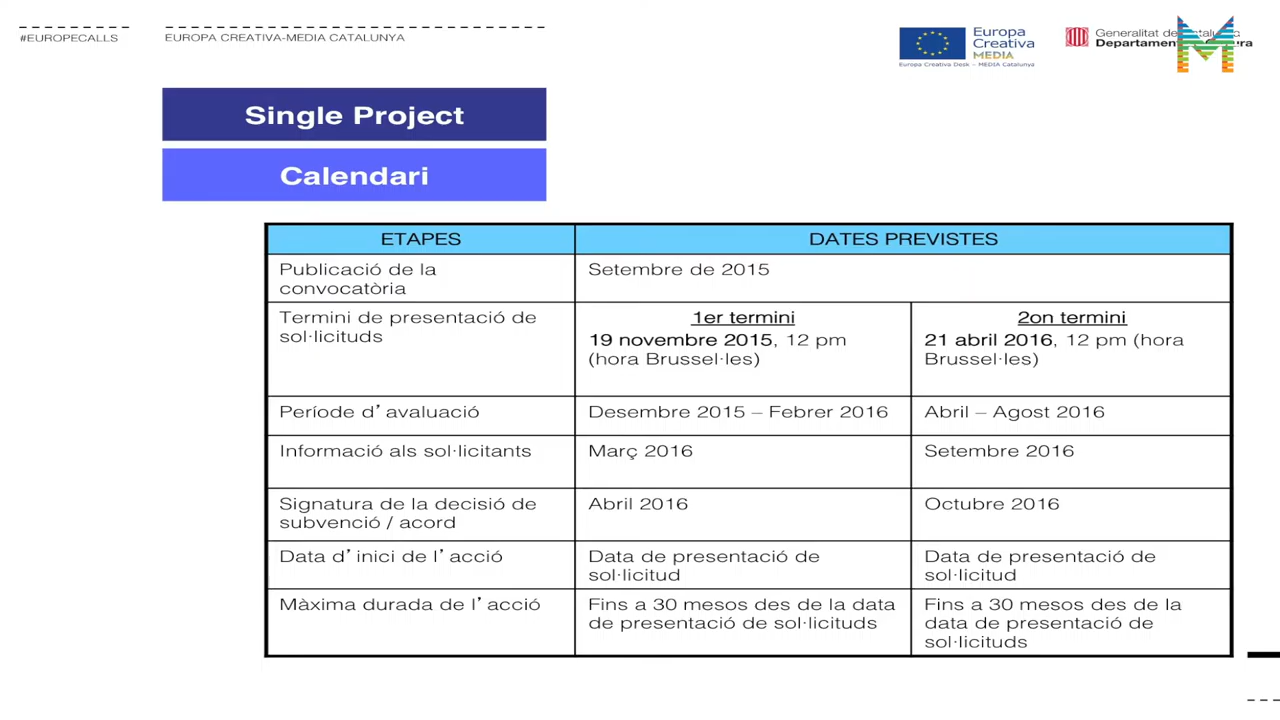 #EUROPECALLS
EUROPA CREATIVA-MEDIA CATALUNYA
Europa
Creativa
MEDIA
Europa Creativa Desk – MEDIA Catalunya
Generalitat de
Departamen
Single Project
Calendari
ETAPES
DATES PREVISTES
Publicació de la
convocatòria
Setembre de 2015
Termini de presentació de
sol·licituds
1er termini
19 novembre 2015, 12 pm
(hora Brussel·les)
2on termini
21 abril 2016, 12 pm (hora
Brussel·les)
Període d’avaluació
Desembre 2015 – Febrer 2016
Abril – Agost 2016
Informació als sol·licitants
Març 2016
Setembre 2016
Signatura de la decisió de
subvenció / acord
Abril 2016
Octubre 2016
Data d’inici de l’acció
Data de presentació de
sol·licitud
Data de presentació de
sol·licitud
Màxima durada de l’acció
Fins a 30 mesos des de la data
de presentació de sol·licituds
Fins a 30 mesos des de la
data de presentació de
sol·licituds